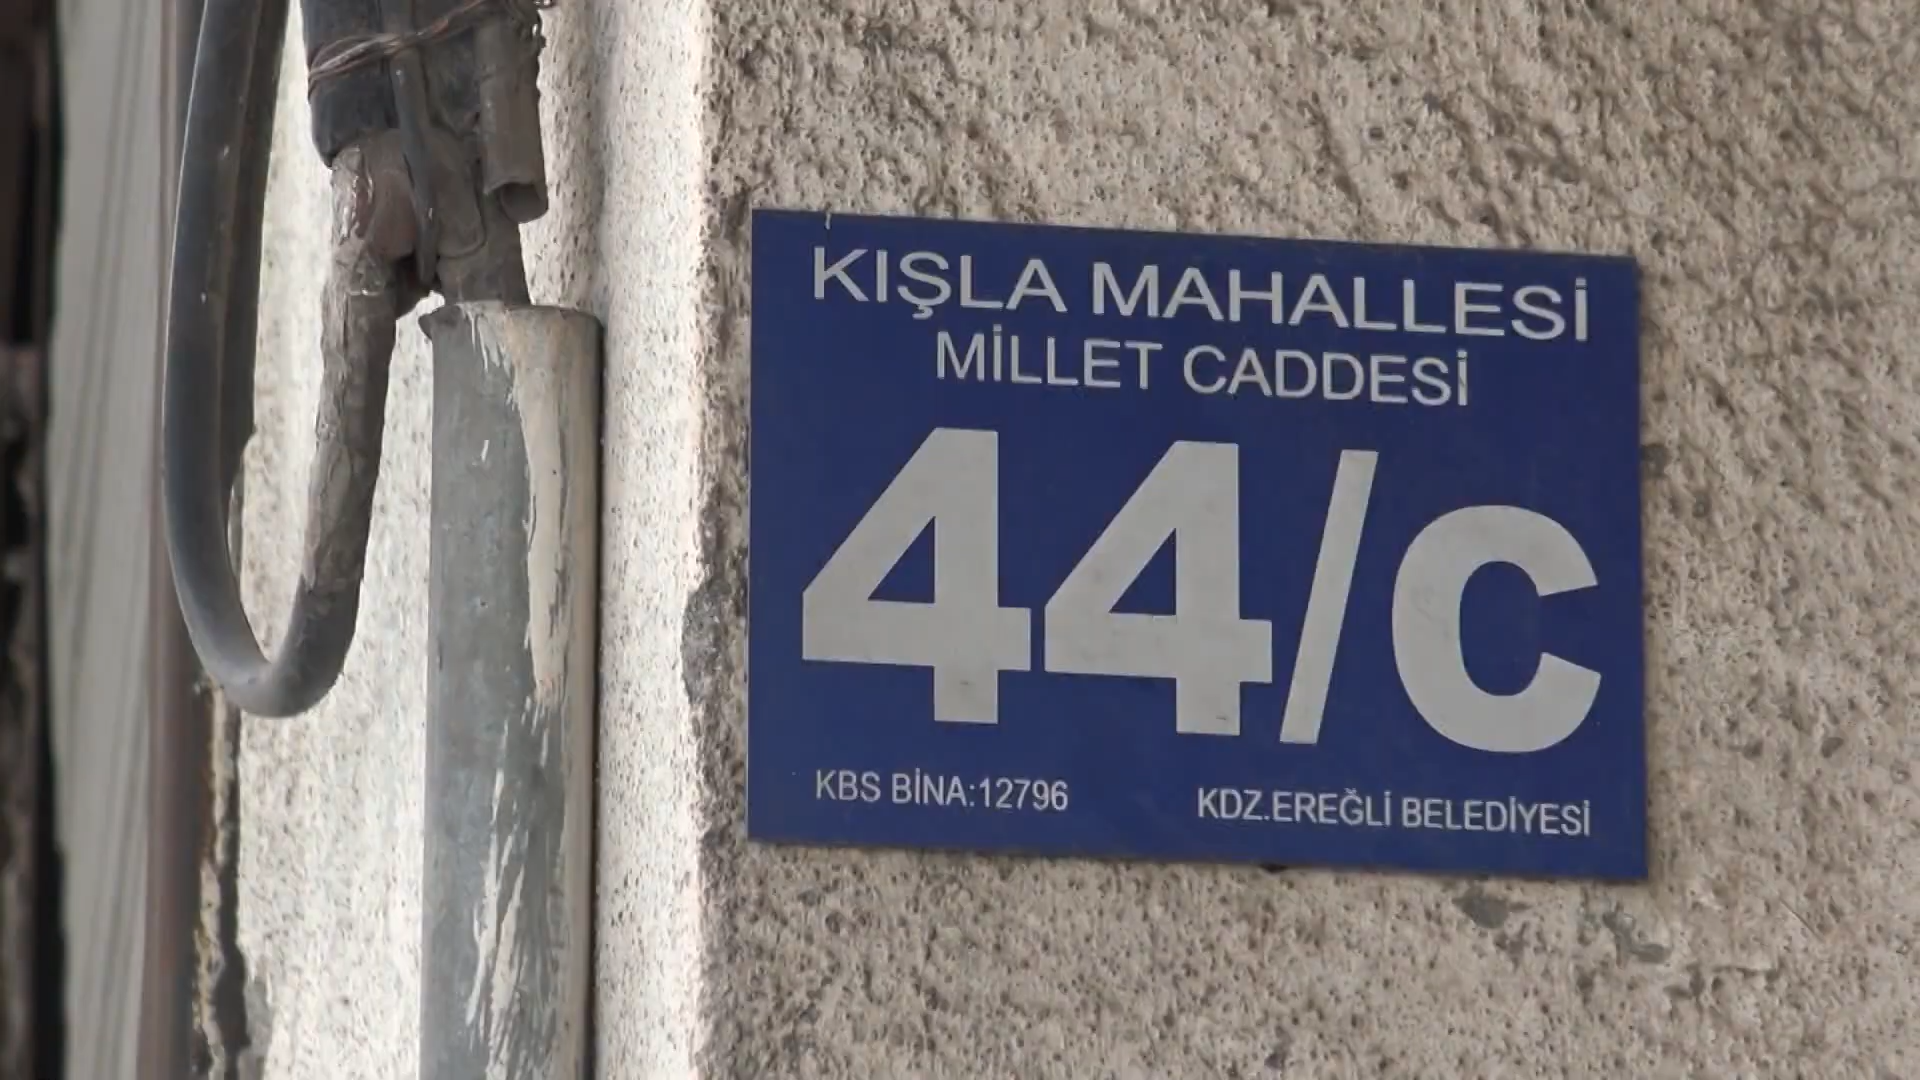 KIŞLA MAHALLESİ
MİLLET CADDESİ
44/C
KBS BİNA:12796 KDZ.EREĞLİ BELEDİYESİ